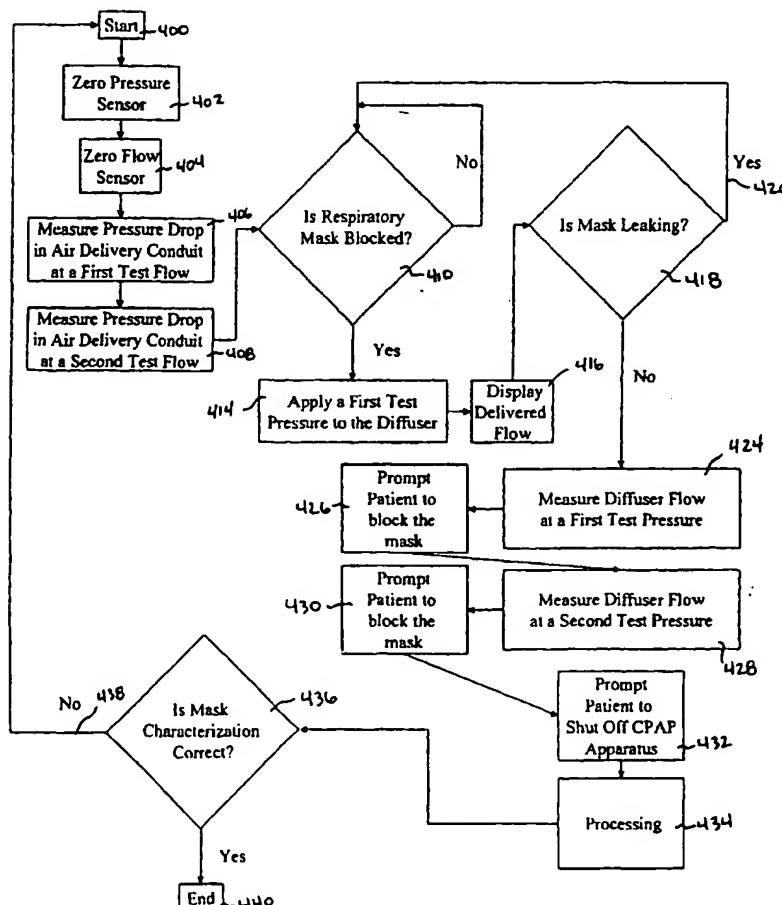 Start
400
Zero Pressure
Sensor
402
Zero Flow
Sensor
404
Measure Pressure Drop
in Air Delivery Conduit
at a First Test Flow
406
Measure Pressure Drop
in Air Delivery Conduit
at a Second Test Flow
408
Is Respiratory
Mask Blocked?
410
No
Yes
414
Apply a First Test
Pressure to the Diffuser
416
Display
Delivered
Flow
Is Mask Leaking?
418
Yes
No
424
Measure Diffuser Flow
at a First Test Pressure
426
Prompt
Patient to
block the
mask
Measure Diffuser Flow
at a Second Test Pressure
428
430
Prompt
Patient to
block the
mask
Prompt
Patient to
Shut Off CPAP
Apparatus
432
Processing
434
436
Is Mask
Characterization
Correct?
No
438
Yes
End
440